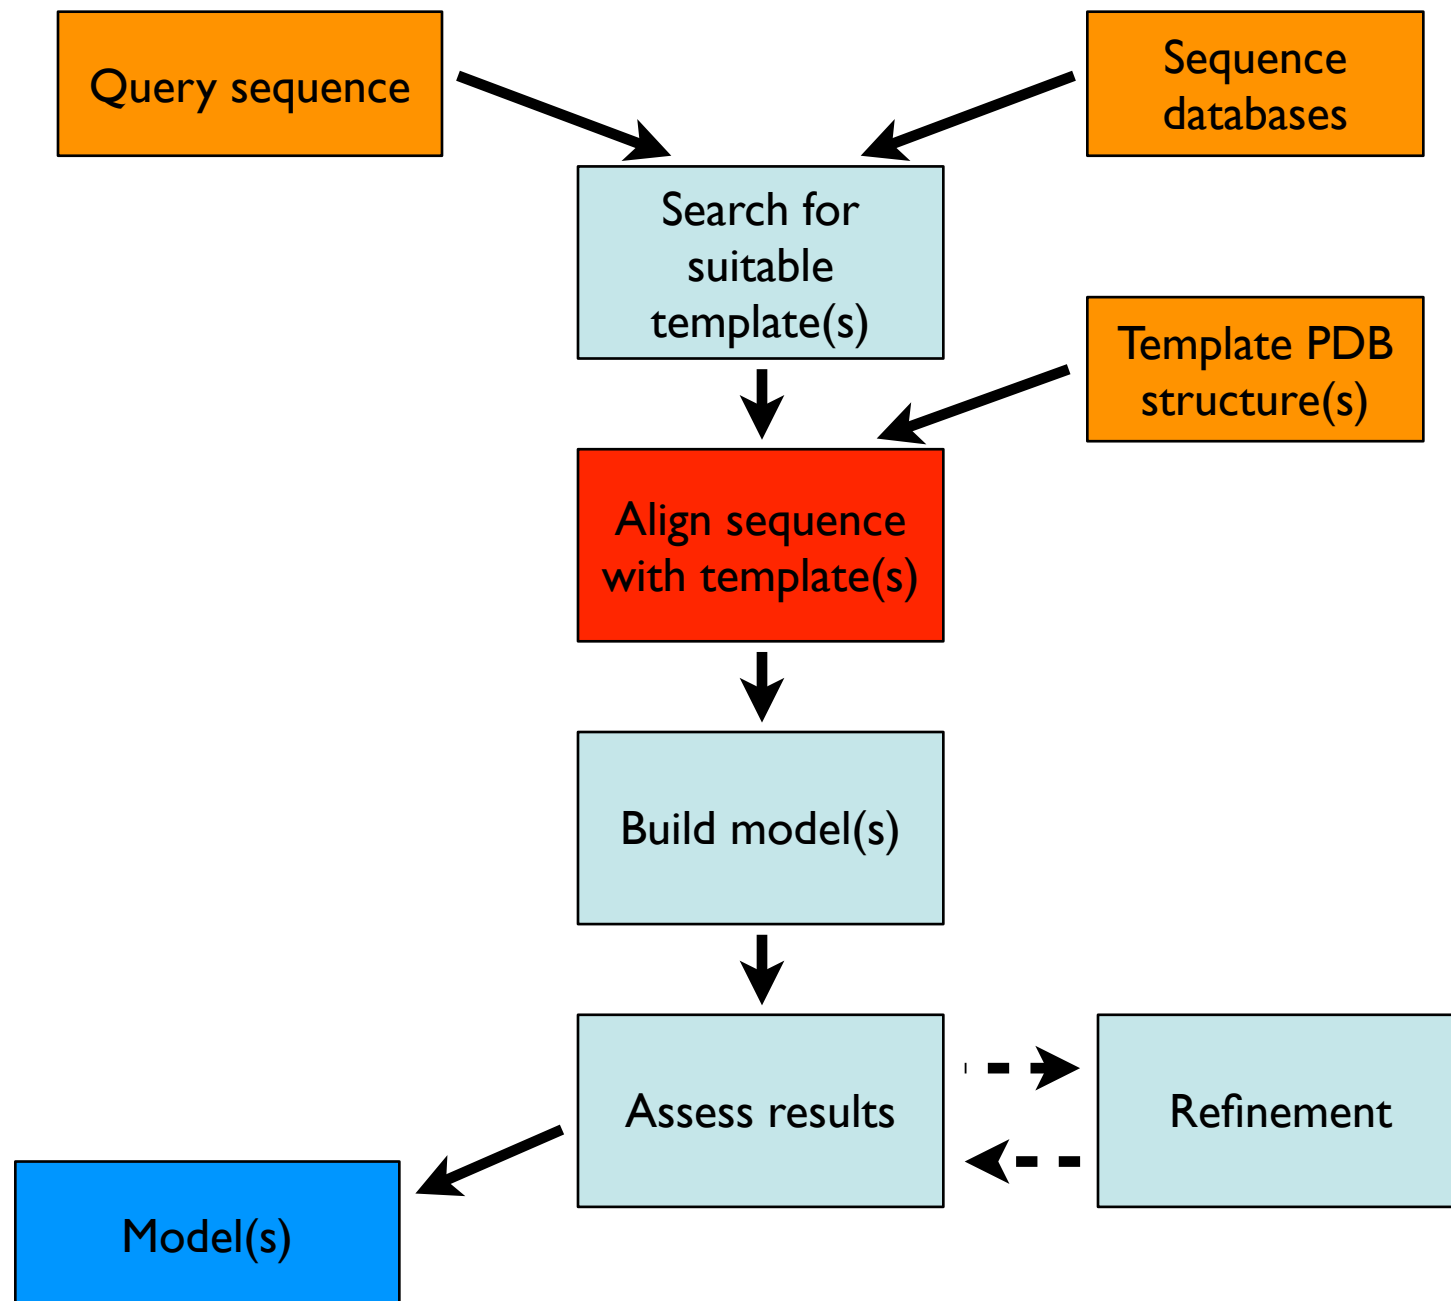 Query sequence
Sequence
databases
Search for
suitable
template(s)
Template PDB
structure(s)
Align sequence
with template(s)
Build model(s)
Assess results
Refinement
Model(s)